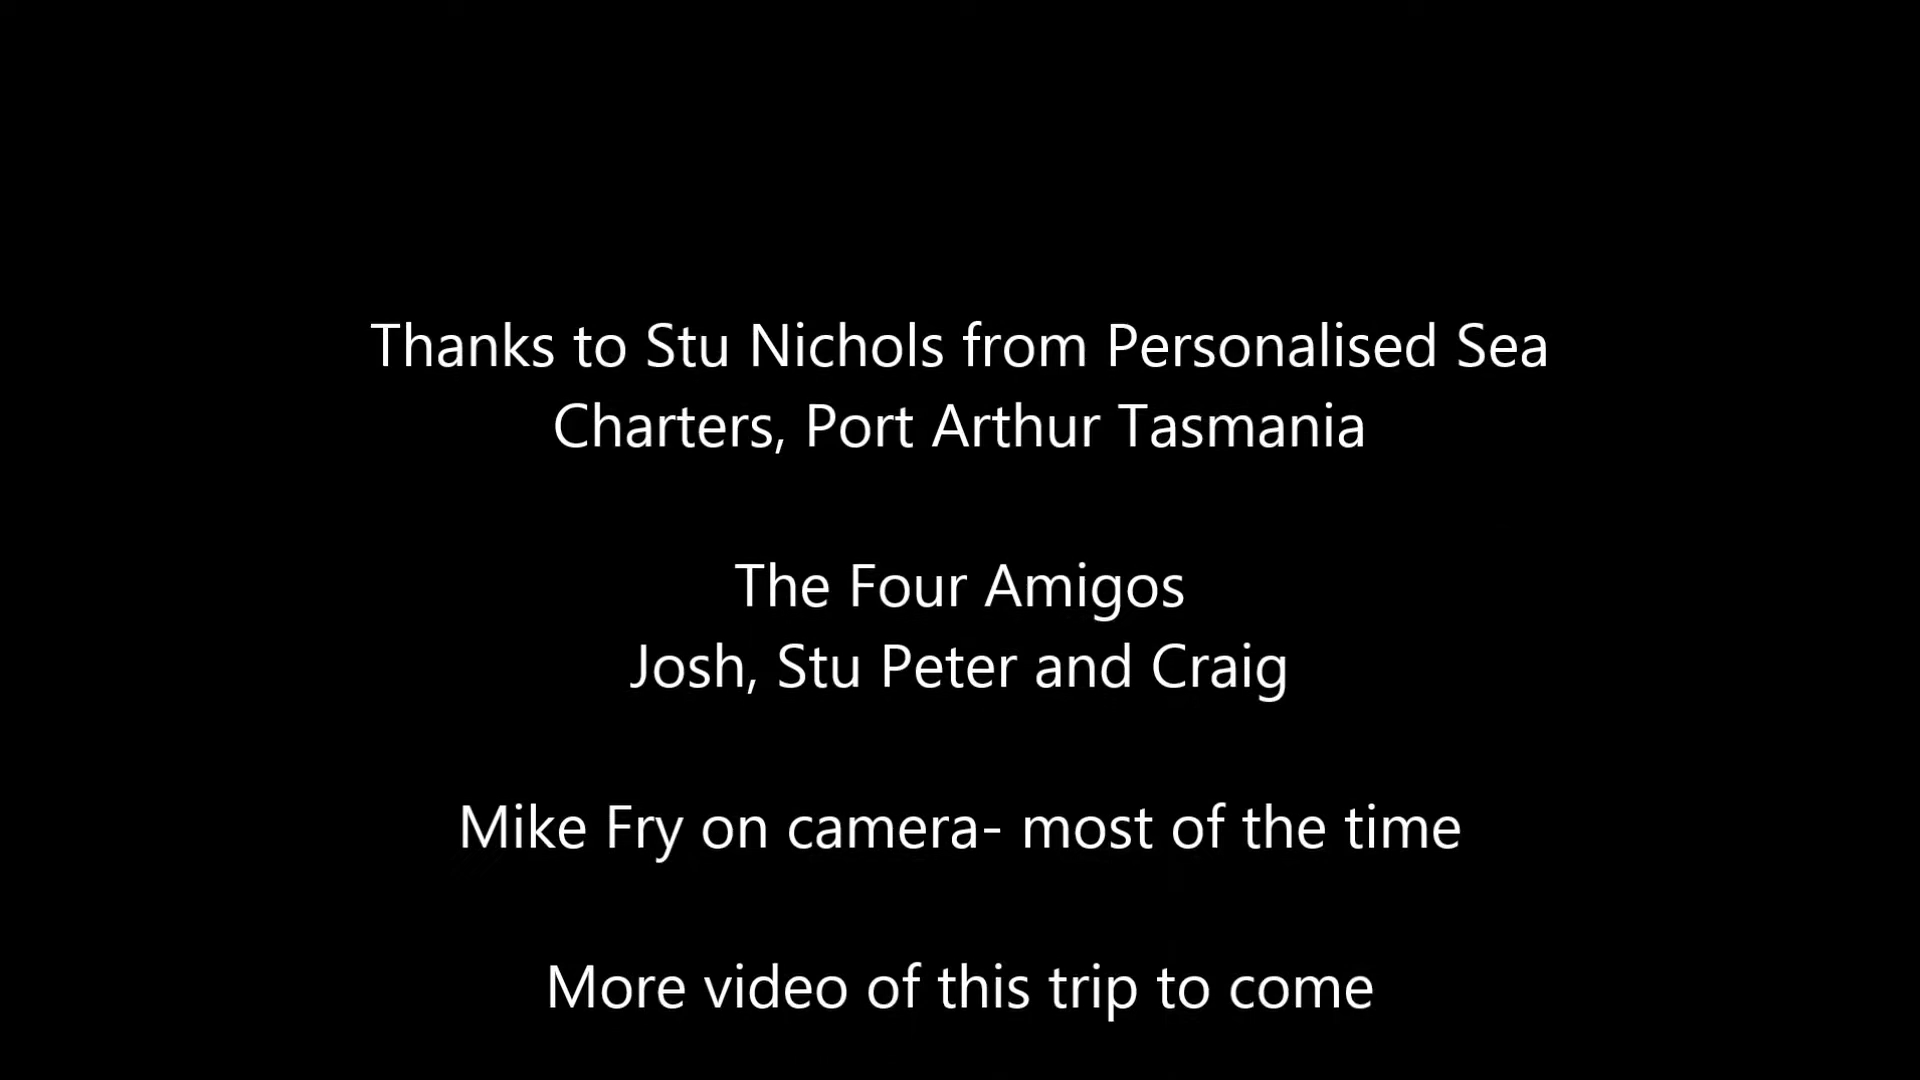 Thanks to Stu Nichols from Personalised Sea
Charters, Port Arthur Tasmania
The Four Amigos
Josh, Stu Peter and Craig
Mike Fry on camera- most of the time
More video of this trip to come